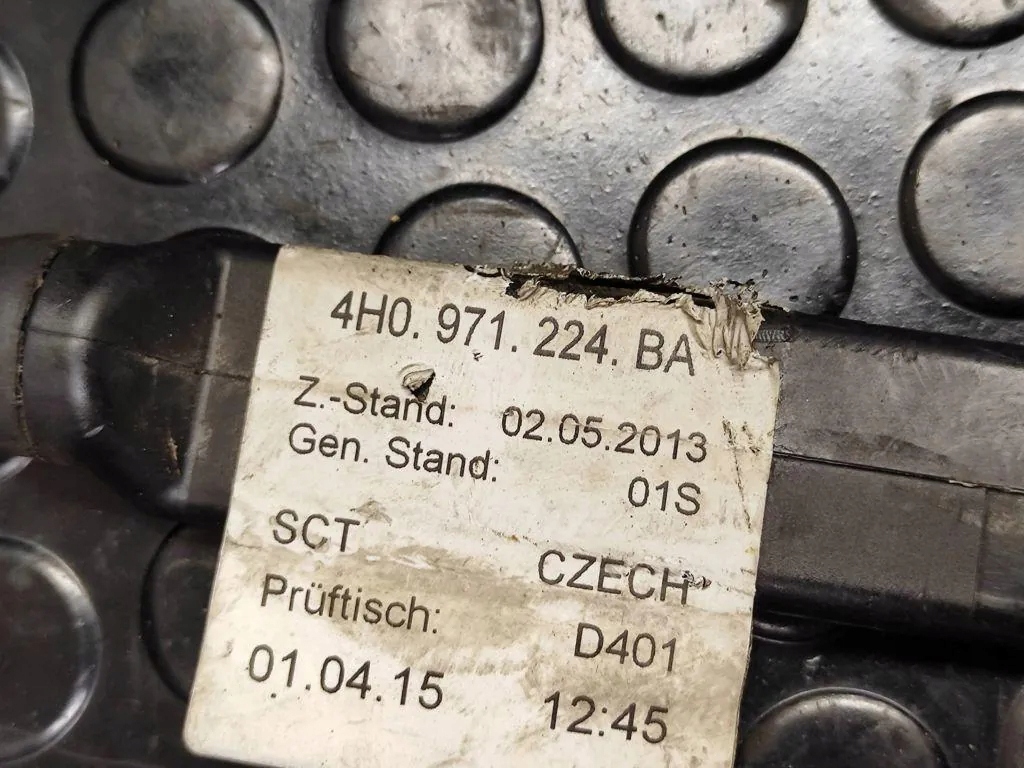 4H0. 971. 224. BA
Z.-Stand: 02.05.2013
Gen. Stand: 01S
SCT CZECH
Prüftisch: D401
01.04.15 12:45